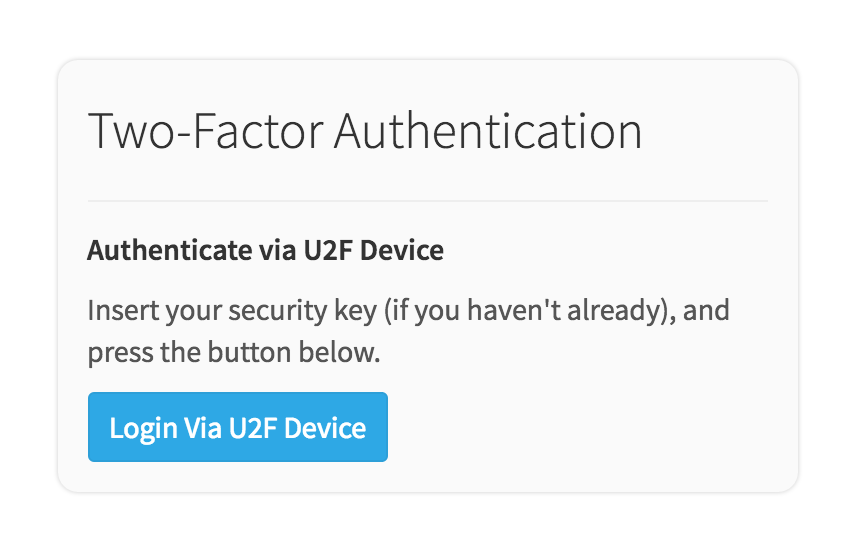 Two-Factor Authentication
Authenticate via U2F Device
Insert your security key (if you haven't already), and
press the button below.
Login Via U2F Device